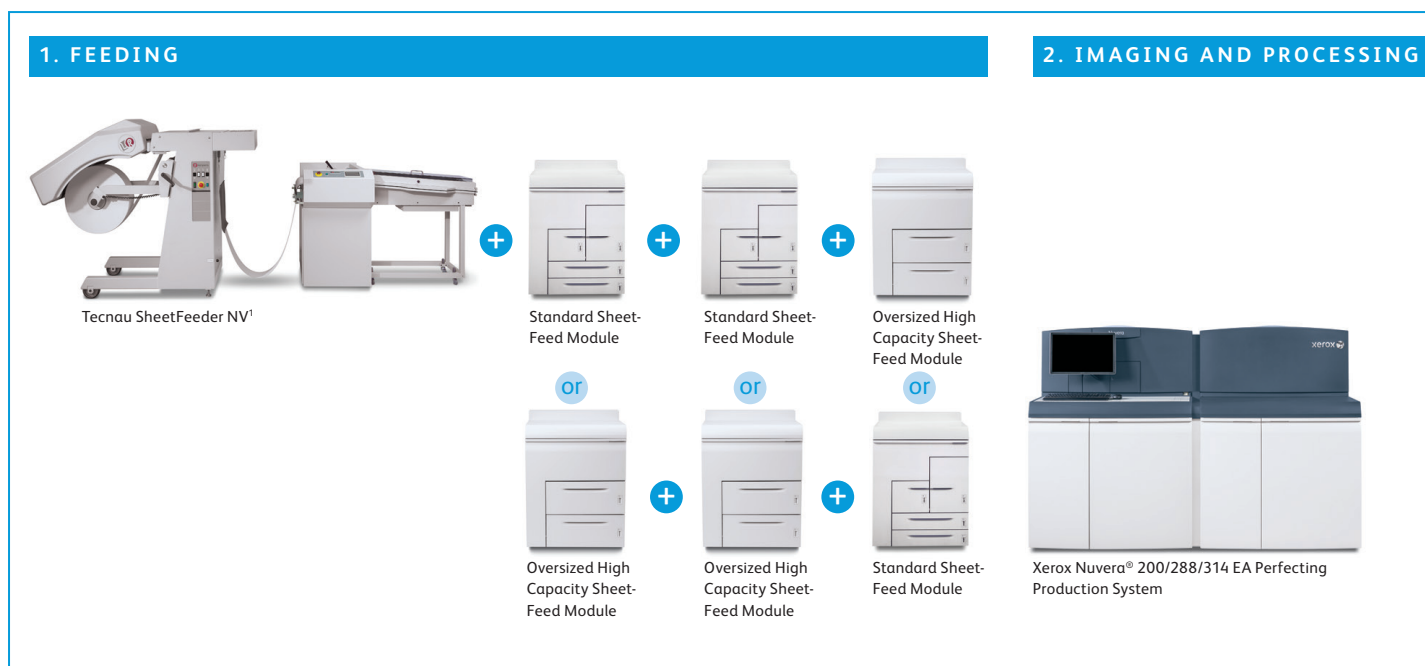 1. FEEDING
2. IMAGING AND PROCESSING
Tecnau SheetFeeder NV¹
Standard Sheet-
Feed Module
Standard Sheet-
Feed Module
Oversized High
Capacity Sheet-
Feed Module
or
or
or
Oversized High
Capacity Sheet-
Feed Module
Oversized High
Capacity Sheet-
Feed Module
Standard Sheet-
Feed Module
xerox
Xerox Nuvera® 200/288/314 EA Perfecting
Production System